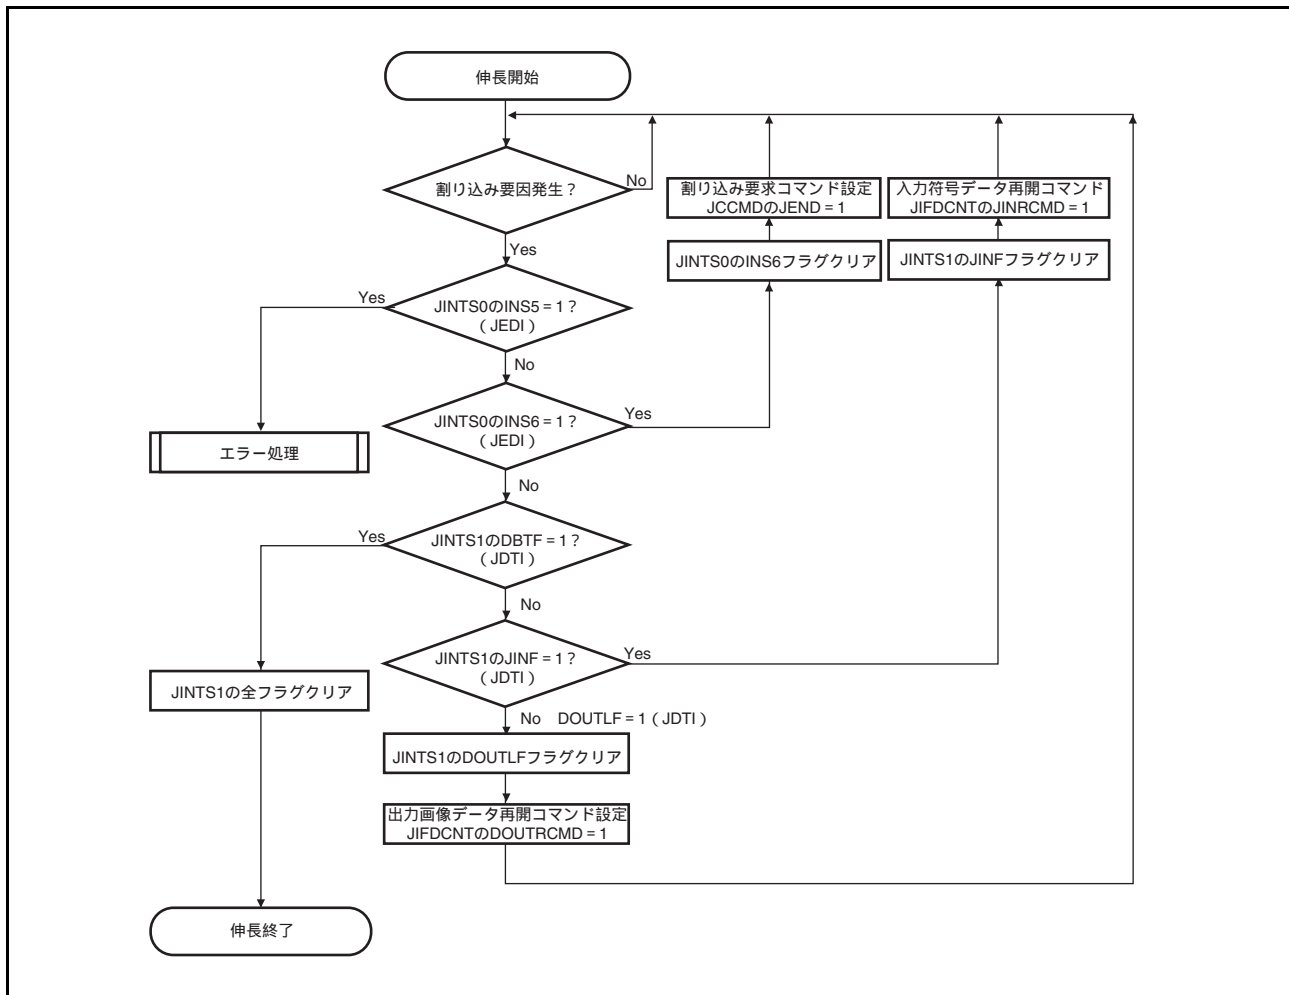 伸長開始
割り込み要因発生？
No
Yes
割り込み要求コマンド設定
JCCMDのJEND = 1
入力符号データ再開コマンド
JIFDCNTのJINRCMD = 1
JINTS0のINS6フラグクリア
JINTS1のJINFフラグクリア
Yes
JINTS0のINS5 = 1？
（JEDI）
No
JINTS0のINS6 = 1？
（JEDI）
Yes
エラー処理
No
Yes
JINTS1のDBTF = 1？
（JDTI）
No
JINTS1のJINF = 1？
（JDTI）
Yes
JINTS1の全フラグクリア
No DOUTLF = 1（JDTI）
JINTS1のDOUTLFフラグクリア
出力画像データ再開コマンド設定
JIFDCNTのDOUTRCMD = 1
伸長終了